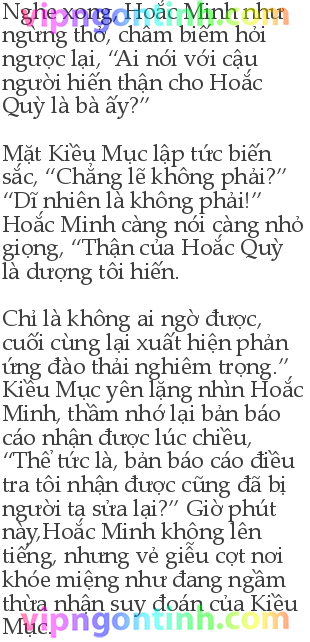 Nghe xong, Hoắc Minh như
ngừng thở, châm biếm hỏi
ngược lại, “Ai nói với cậu
người hiến thận cho Hoắc
Quỳ là bà ấy?”
Mặt Kiều Mục lập tức biến
sắc, “Chẳng lẽ không phải?”
“Dĩ nhiên là không phải!”
Hoắc Minh càng nói càng nhỏ
giọng, “Thận của Hoắc Quỳ
là dượng tôi hiến.
Chỉ là không ai ngờ được,
cuối cùng lại xuất hiện phản
ứng đào thải nghiêm trọng.”
Kiều Mục yên lặng nhìn Hoắc
Minh, thầm nhớ lại bản báo
cáo nhận được lúc chiều,
“Thể tức là, bản báo cáo điều
tra tôi nhận được cũng đã bị
người ta sửa lại?” Giờ phút
này,Hoắc Minh không lên
tiếng, nhưng vẻ giễu cợt nơi
khóe miệng như đang ngầm
thừa nhận suy đoán của Kiều
Mục.
vipngontinh.com
vipngontinh.com